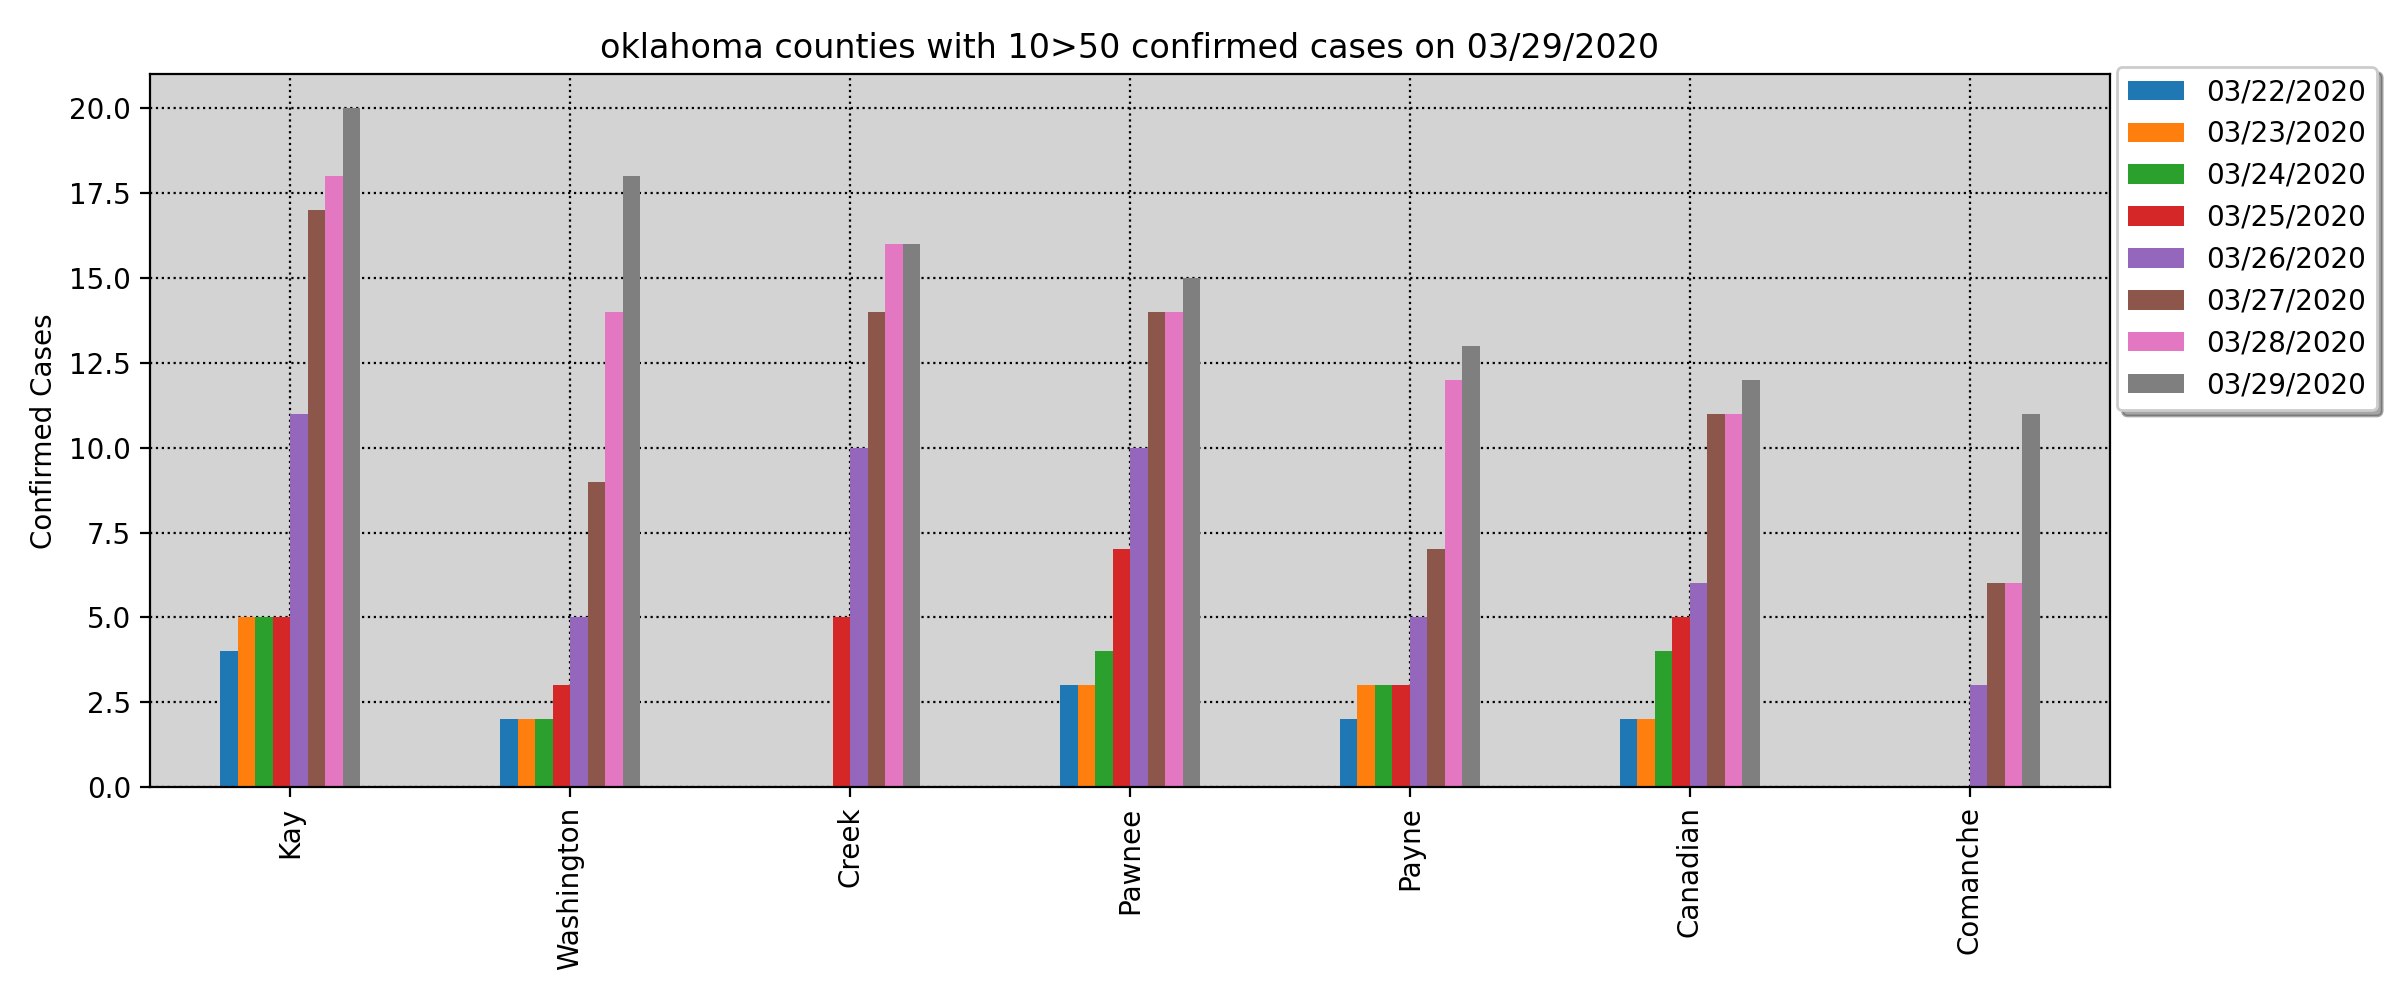 oklahoma counties with 10>50 confirmed cases on 03/29/2020
Confirmed Cases
20.0
17.5
15.0
12.5
10.0
7.5
5.0
2.5
0.0
Kay
Washington
Creek
Pawnee
Payne
Canadian
Comanche
03/22/2020
03/23/2020
03/24/2020
03/25/2020
03/26/2020
03/27/2020
03/28/2020
03/29/2020